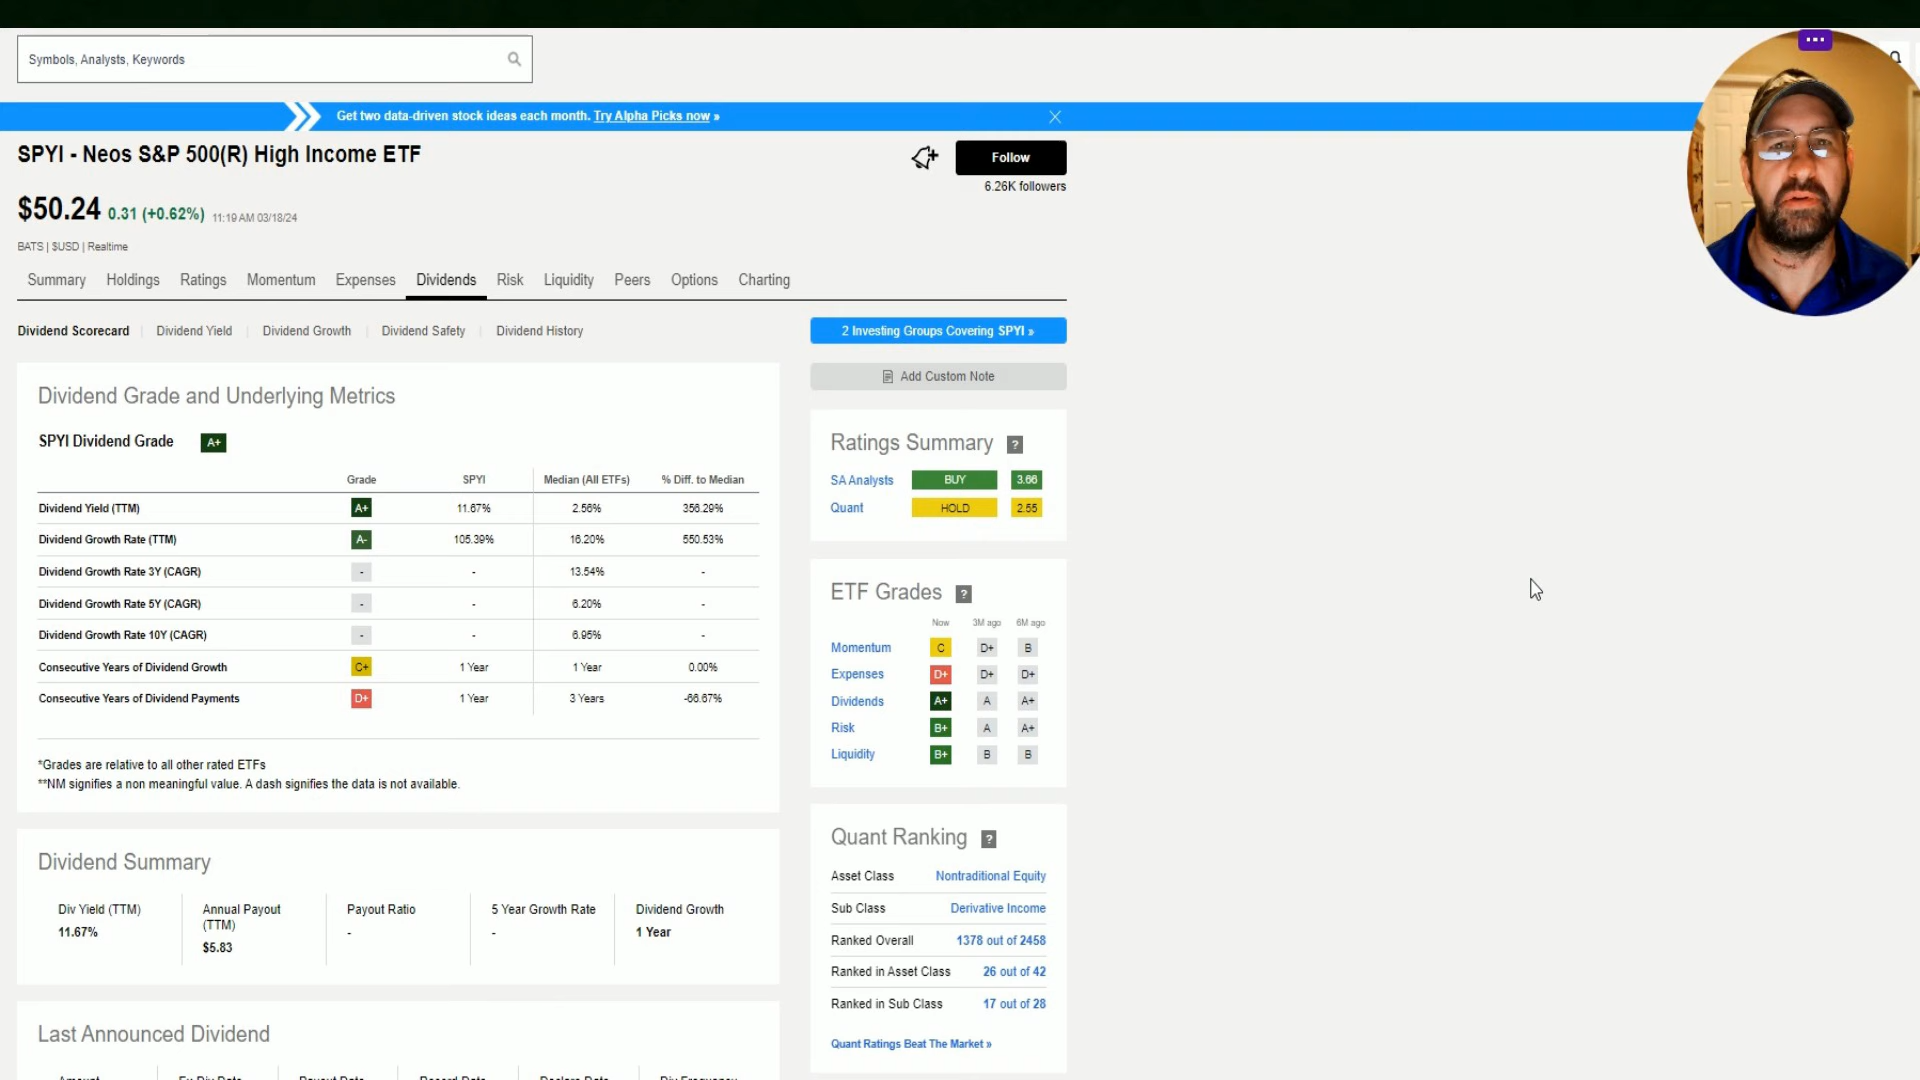 Symbols, Analysts, Keywords
Get two data-driven stock ideas each month. Try Alpha Picks now »
SPYI - Neos S&P 500(R) High Income ETF
Follow
6.26K followers
$50.24 0.31 (+0.62%) 11:19 AM 03/18/24
BATS | $USD | Realtime
Summary Holdings Ratings Momentum Expenses Dividends Risk Liquidity Peers Options Charting
Dividend Scorecard Dividend Yield Dividend Growth Dividend Safety Dividend History
2 Investing Groups Covering SPYI »
Add Custom Note
Dividend Grade and Underlying Metrics
SPYI Dividend Grade A+
Grade SPYI Median (All ETFs) % Diff. to Median
Dividend Yield (TTM) A+ 11.67% 2.56% 356.29%
Dividend Growth Rate (TTM) A- 105.39% 16.20% 550.53%
Dividend Growth Rate 3Y (CAGR) - - 13.54% -
Dividend Growth Rate 5Y (CAGR) - - 6.20% -
Dividend Growth Rate 10Y (CAGR) - - 6.95% -
Consecutive Years of Dividend Growth C+ 1 Year 1 Year 0.00%
Consecutive Years of Dividend Payments D+ 1 Year 3 Years -66.67%
*Grades are relative to all other rated ETFs
**NM signifies a non meaningful value. A dash signifies the data is not available.
Ratings Summary ?
SA Analysts BUY 3.66
Quant HOLD 2.55
ETF Grades ?
Now 3M ago 6M ago
Momentum C D+ B
Expenses D+ D+ D+
Dividends A+ A A+
Risk B+ A A+
Liquidity B+ B B
Quant Ranking ?
Asset Class Nontraditional Equity
Sub Class Derivative Income
Ranked Overall 1378 out of 2458
Ranked in Asset Class 26 out of 42
Ranked in Sub Class 17 out of 28
Quant Ratings Beat The Market »
Dividend Summary
Div Yield (TTM)
11.67%
Annual Payout
(TTM)
$5.83
Payout Ratio
-
5 Year Growth Rate
-
Dividend Growth
1 Year
Last Announced Dividend
Amount Ex-Div Date Payout Date Record Date Declare Date Div Frequency